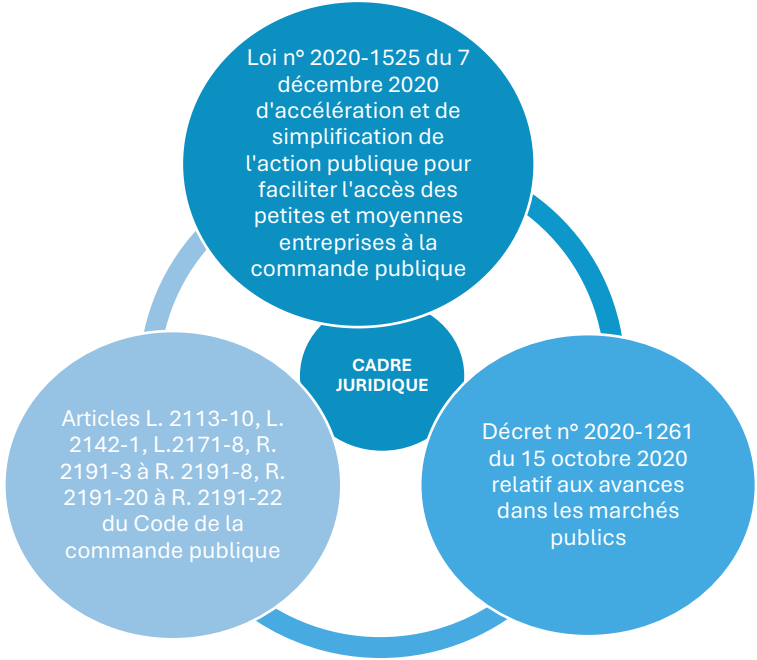 Loi n° 2020-1525 du 7
décembre 2020
d'accélération et de
simplification de
l'action publique pour
faciliter l'accès des
petites et moyennes
entreprises à la
commande publique
CADRE
JURIDIQUE
Articles L. 2113-10, L.
2142-1, L.2171-8, R.
2191-3 à R. 2191-8, R.
2191-20 à R. 2191-22
du Code de la
commande publique
Décret n° 2020-1261
du 15 octobre 2020
relatif aux avances
dans les marchés
publics